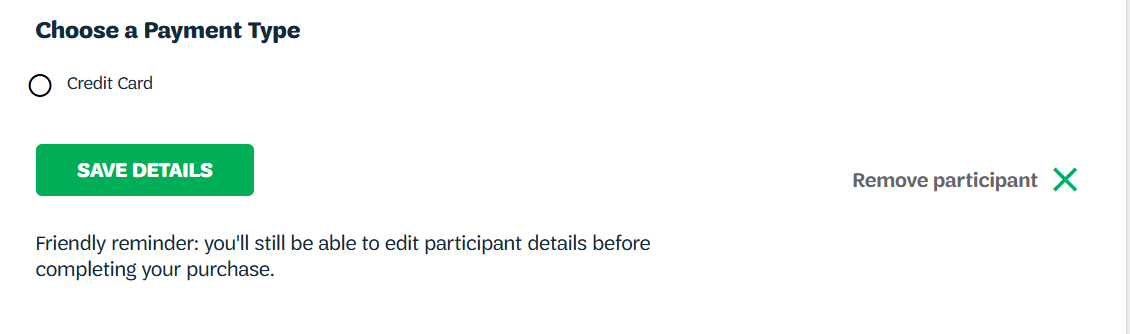 Choose a Payment Type
Credit Card
SAVE DETAILS
Remove participant
Friendly reminder: you'll still be able to edit participant details before
completing your purchase.